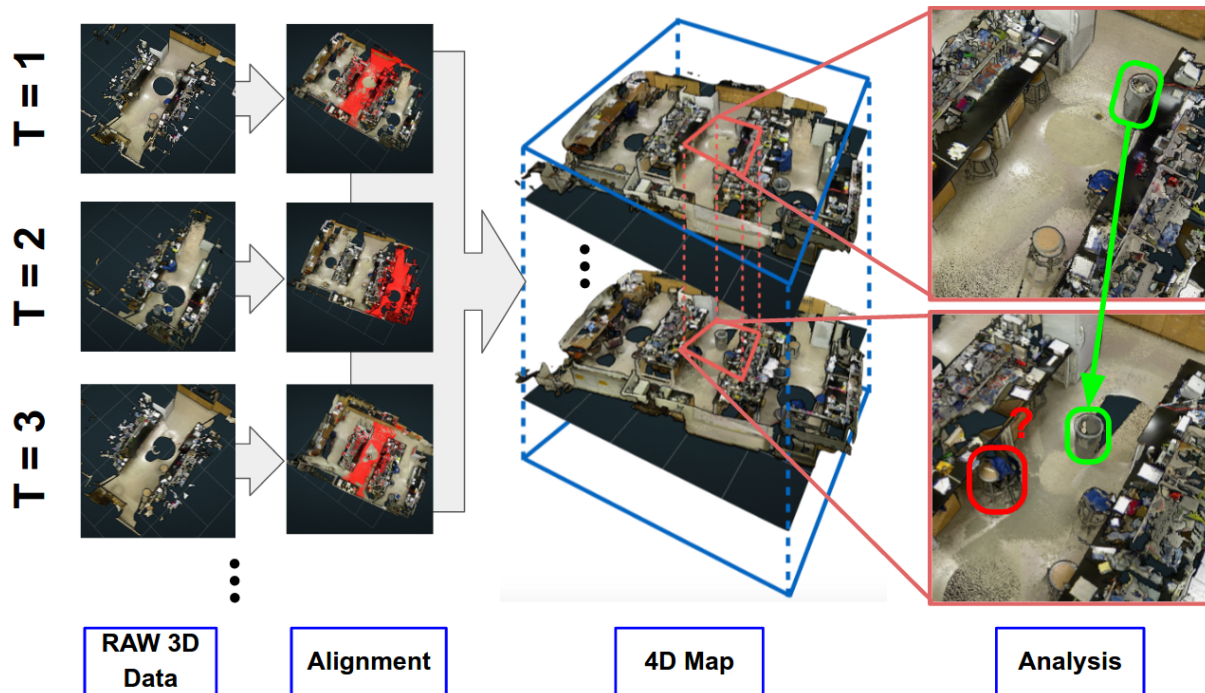 T = 1
T = 2
T = 3
?
RAW 3D
Data
Alignment
4D Map
Analysis